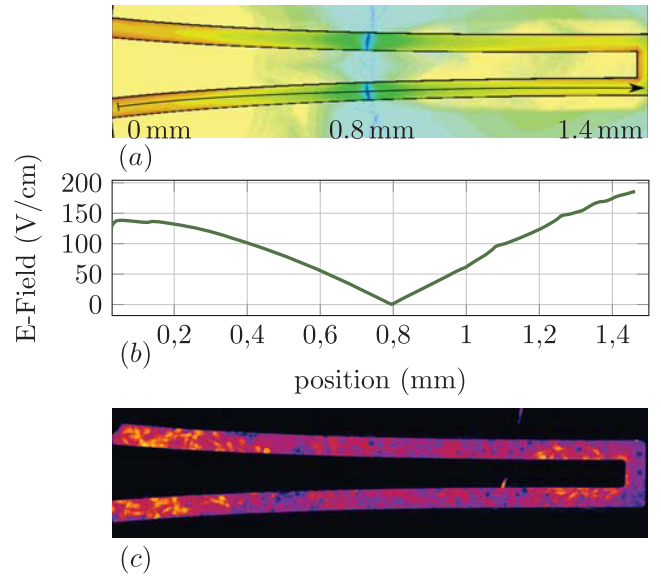 0 mm 0.8 mm 1.4 mm
(a)
E-Field (V/cm)
200
150
100
50
0
0,2 0,4 0,6 0,8 1 1,2 1,4
(b)
position (mm)
(c)